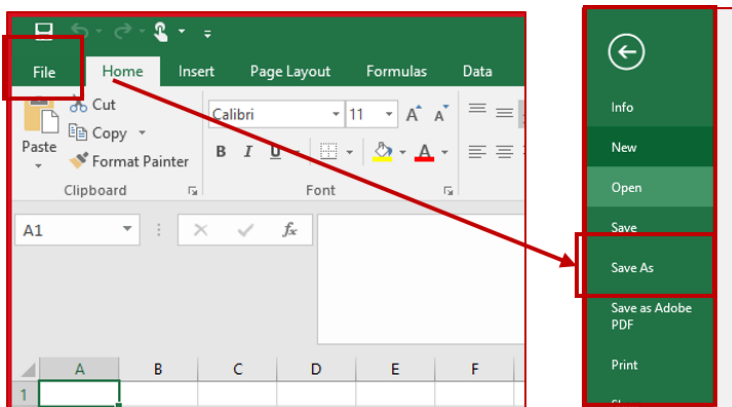 File Home Insert Page Layout Formulas Data
Cut
Calibri 11 A A
Copy
Paste
Format Painter
B I U A
Clipboard Font
A1 fx
A B C D E F
1
Info
New
Open
Save
Save As
Save as Adobe
PDF
Print